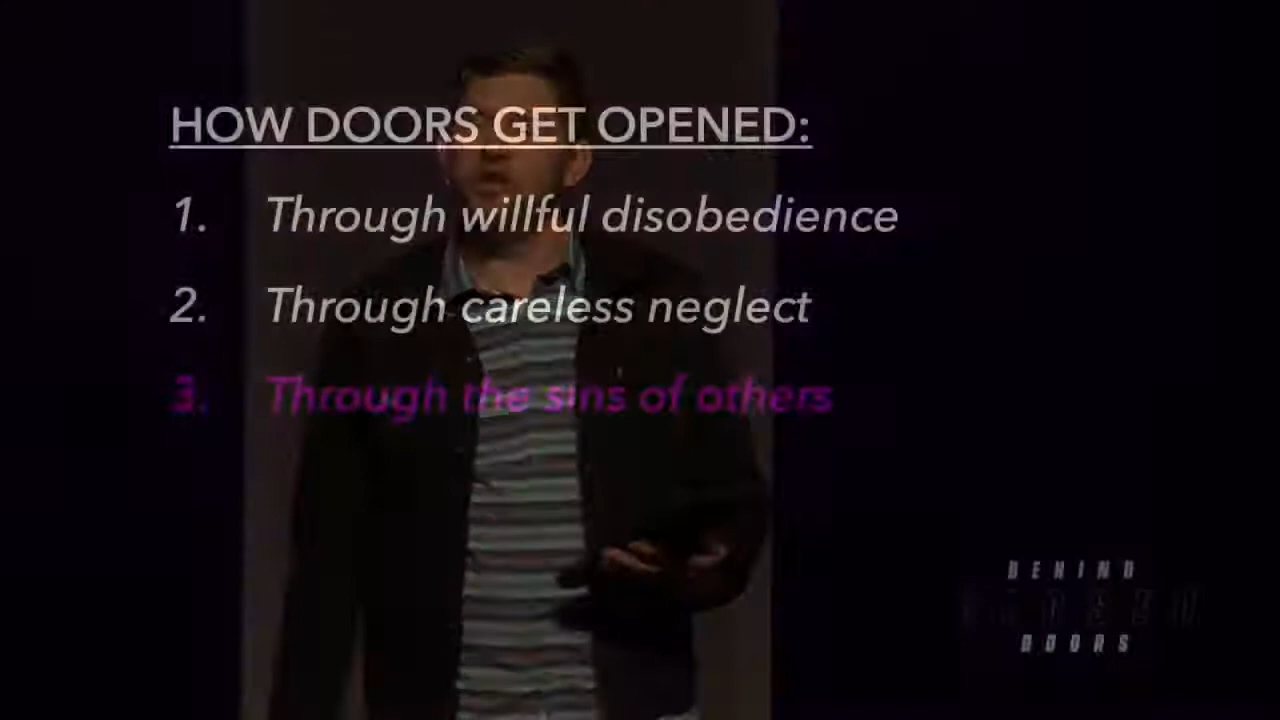 HOW DOORS GET OPENED:
1. Through willful disobedience
2. Through careless neglect
3. Through the sins of others
BEHIND
DOORS